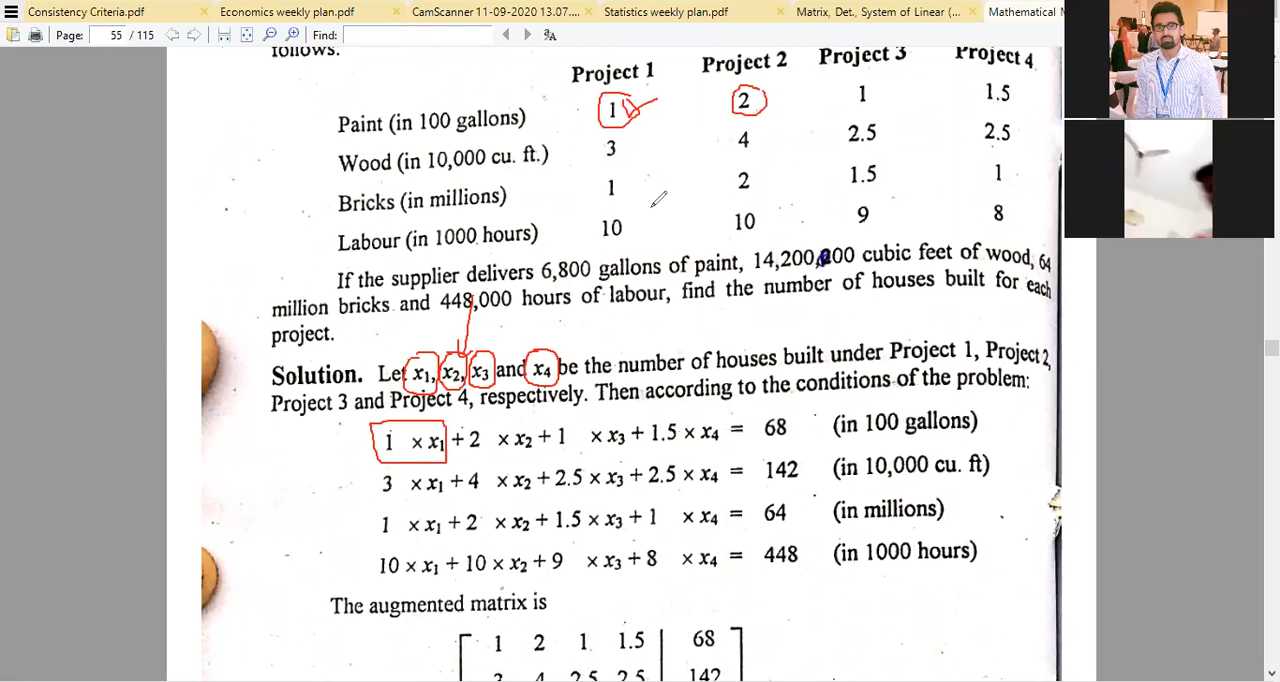 Consistency Criteria.pdf
Economics weekly plan.pdf
CamScanner 11-09-2020 13.07....
Statistics weekly plan.pdf
Matrix, Det., System of Linear (...
Mathematical M
Page: 55 / 115 Find:
follows.
Project 1 Project 2 Project 3 Project 4
Paint (in 100 gallons) 1 2 1 1.5
Wood (in 10,000 cu. ft.) 3 4 2.5 2.5
Bricks (in millions) 1 2 1.5 1
Labour (in 1000 hours) 10 10 9 8
If the supplier delivers 6,800 gallons of paint, 14,200,000 cubic feet of wood, 64
million bricks and 448,000 hours of labour, find the number of houses built for each
project.
Solution. Let x₁, x₂, x₃ and x₄ be the number of houses built under Project 1, Project 2,
Project 3 and Project 4, respectively. Then according to the conditions of the problem:
1 × x₁ + 2 × x₂ + 1 × x₃ + 1.5 × x₄ = 68 (in 100 gallons)
3 × x₁ + 4 × x₂ + 2.5 × x₃ + 2.5 × x₄ = 142 (in 10,000 cu. ft)
1 × x₁ + 2 × x₂ + 1.5 × x₃ + 1 × x₄ = 64 (in millions)
10 × x₁ + 10 × x₂ + 9 × x₃ + 8 × x₄ = 448 (in 1000 hours)
The augmented matrix is
1 2 1 1.5 | 68
3 4 2.5 2.5 | 142